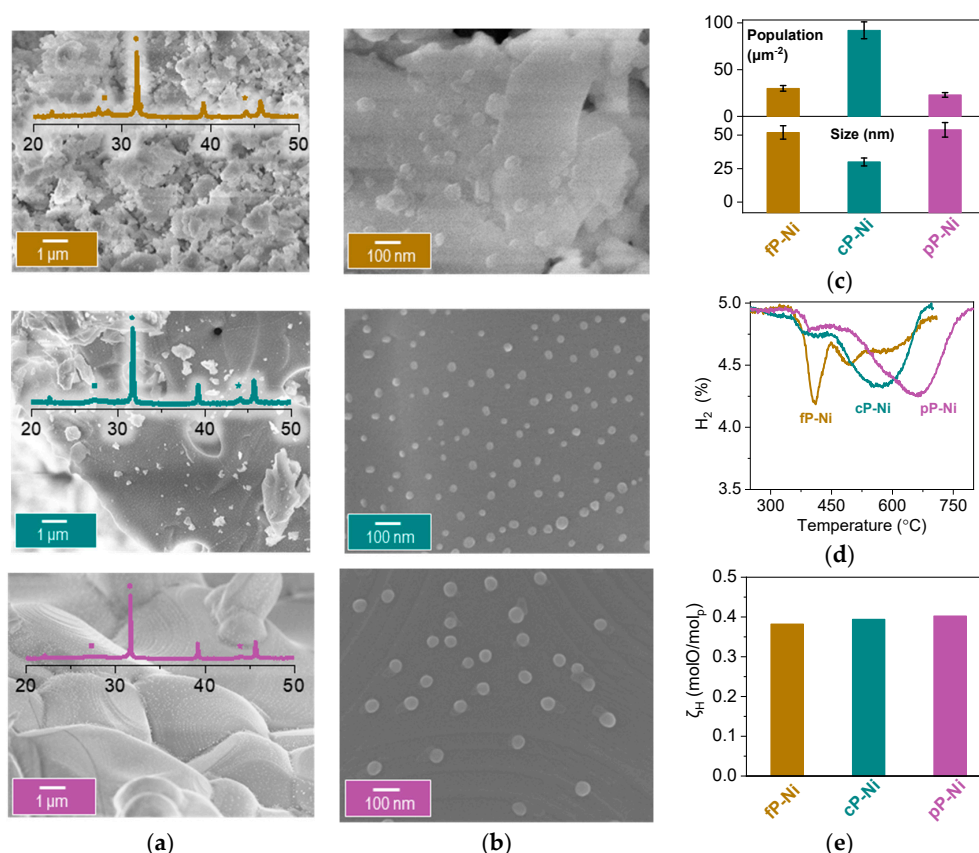 20 30 40 50
1 µm
100 nm
100
50
0
Population
(µm⁻²)
50
25
0
Size (nm)
fP-Ni cP-Ni pP-Ni
(c)
20 30 40 50
1 µm
100 nm
5.0
4.5
4.0
3.5
H₂ (%)
fP-Ni cP-Ni pP-Ni
300 450 600 750
Temperature (°C)
(d)
20 30 40 50
1 µm
100 nm
0.5
0.4
0.3
0.2
0.1
0.0
ζH (molO/molp)
fP-Ni cP-Ni pP-Ni
(a) (b) (e)